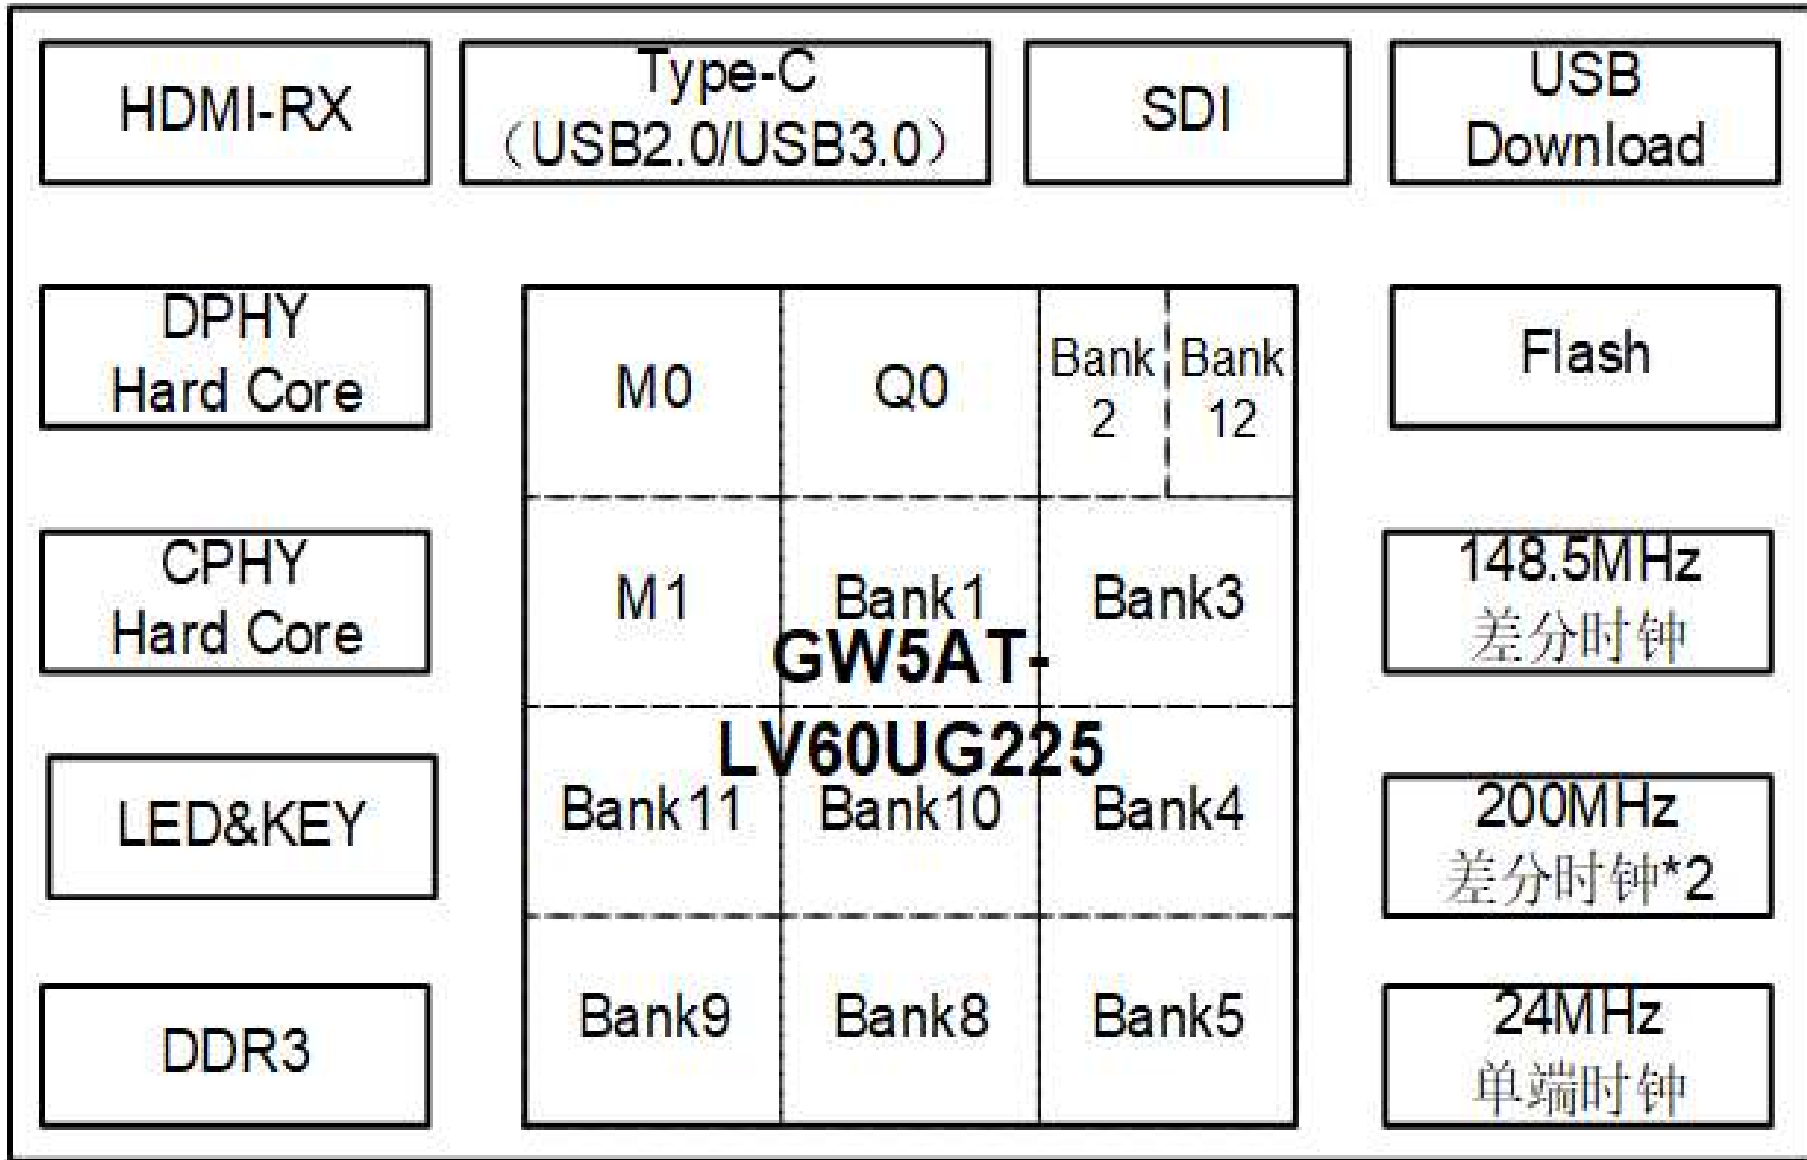 HDMI-RX
Type-C
（USB2.0/USB3.0）
SDI
USB
Download
DPHY
Hard Core
M0
Q0
Bank
2
Bank
12
Flash
CPHY
Hard Core
M1
Bank1
Bank3
148.5MHz
差分时钟
GW5AT-
LV60UG225
LED&KEY
Bank11
Bank10
Bank4
200MHz
差分时钟*2
DDR3
Bank9
Bank8
Bank5
24MHz
单端时钟